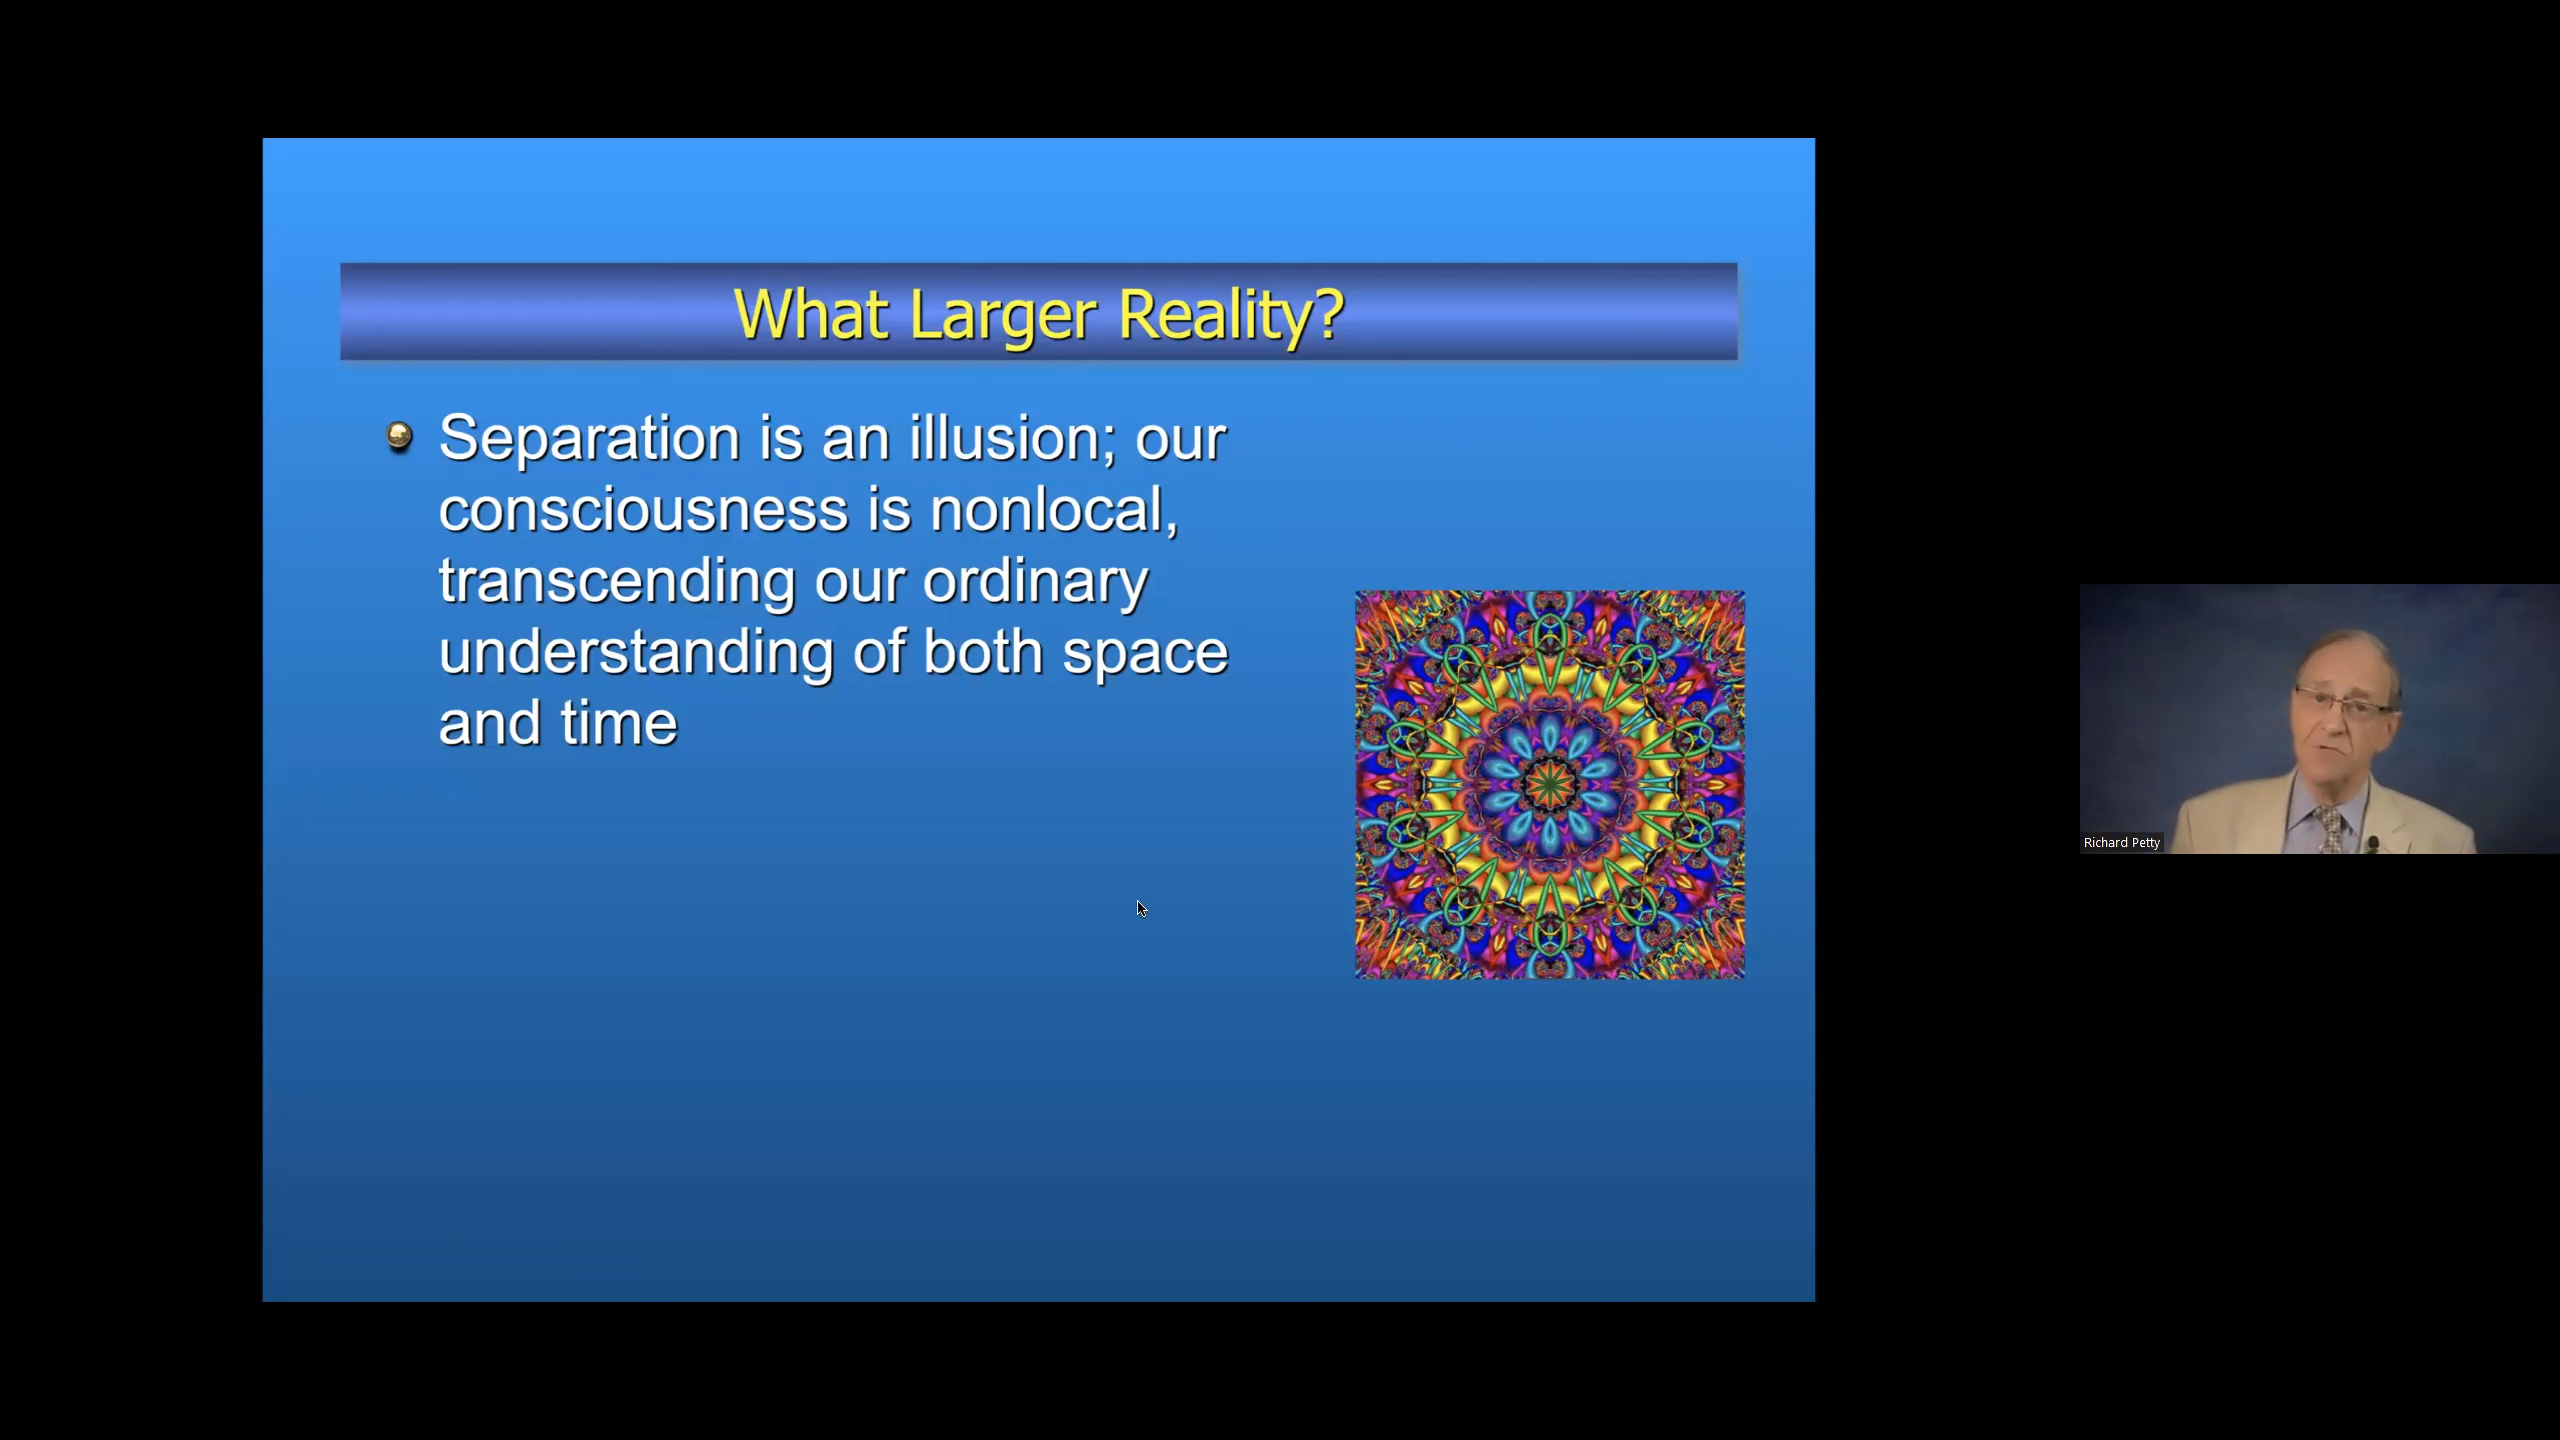 What Larger Reality?
Separation is an illusion; our
consciousness is nonlocal,
transcending our ordinary
understanding of both space
and time
Richard Petty